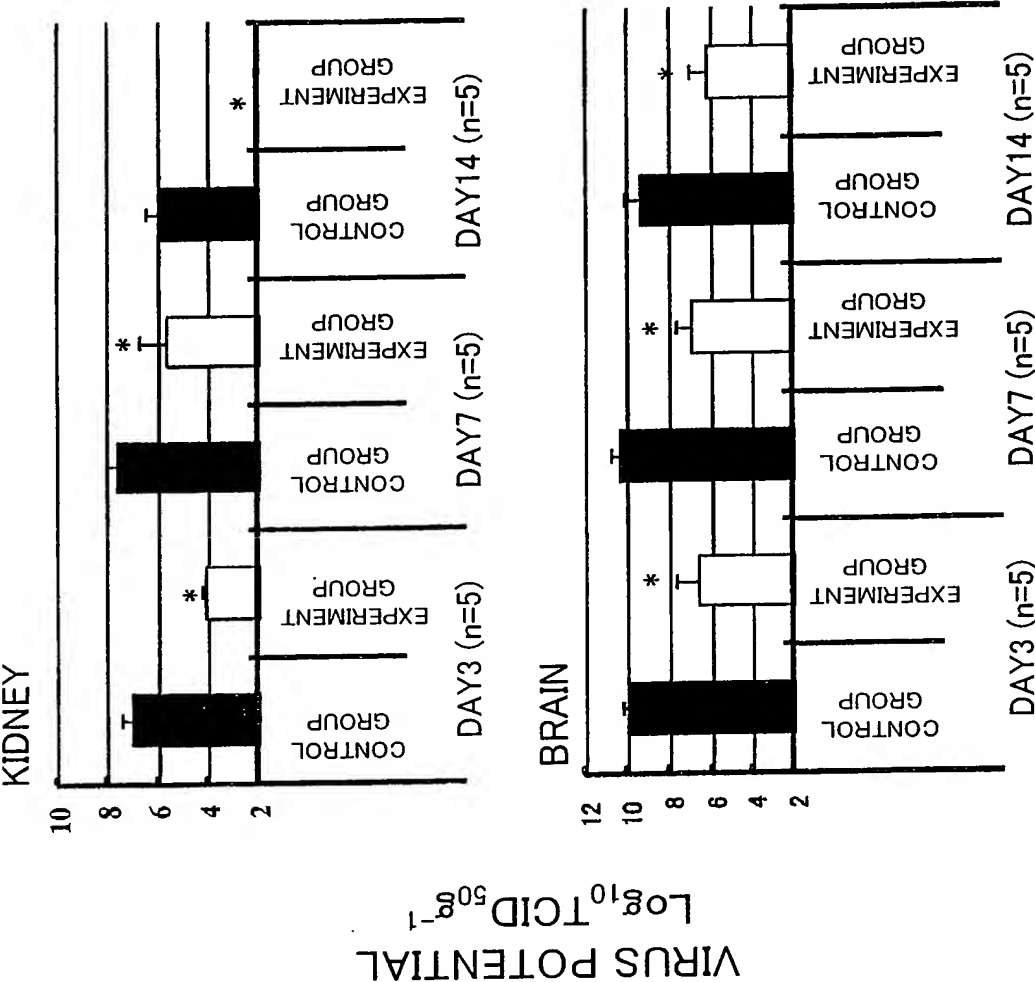 KIDNEY
10
8
6
4
2
CONTROL
GROUP
EXPERIMENT
GROUP
CONTROL
GROUP
EXPERIMENT
GROUP
CONTROL
GROUP
EXPERIMENT
GROUP
*
*
*
DAY3 (n=5)
DAY7 (n=5)
DAY14 (n=5)
BRAIN
12
10
8
6
4
2
CONTROL
GROUP
EXPERIMENT
GROUP
CONTROL
GROUP
EXPERIMENT
GROUP
CONTROL
GROUP
EXPERIMENT
GROUP
*
*
*
DAY3 (n=5)
DAY7 (n=5)
DAY14 (n=5)
VIRUS POTENTIAL
Log₁₀TCID₅₀g⁻¹